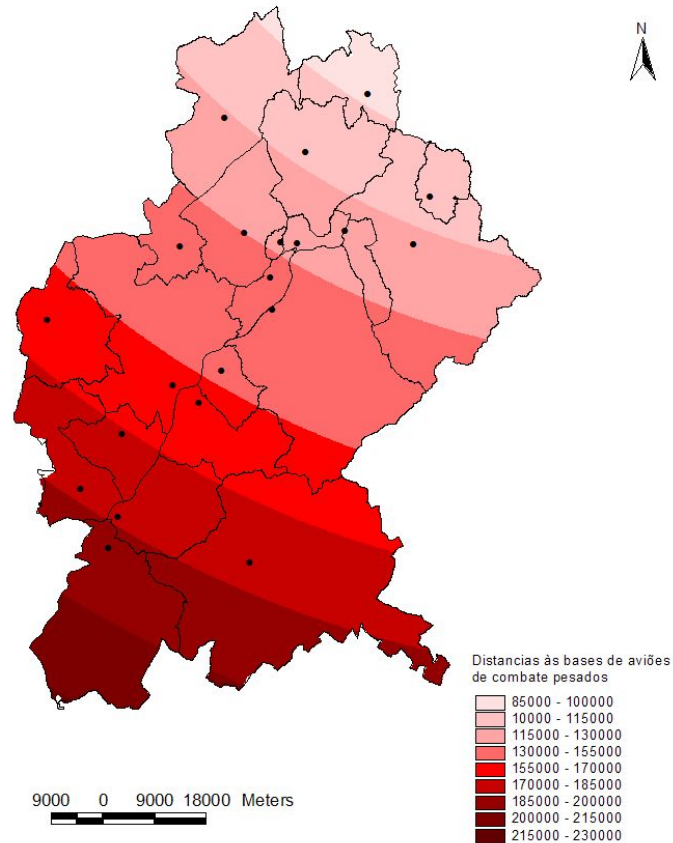 N
Distancias às bases de aviões
de combate pesados
85000 - 100000
10000 - 115000
115000 - 130000
130000 - 155000
155000 - 170000
170000 - 185000
185000 - 200000
200000 - 215000
215000 - 230000
9000 0 9000 18000 Meters